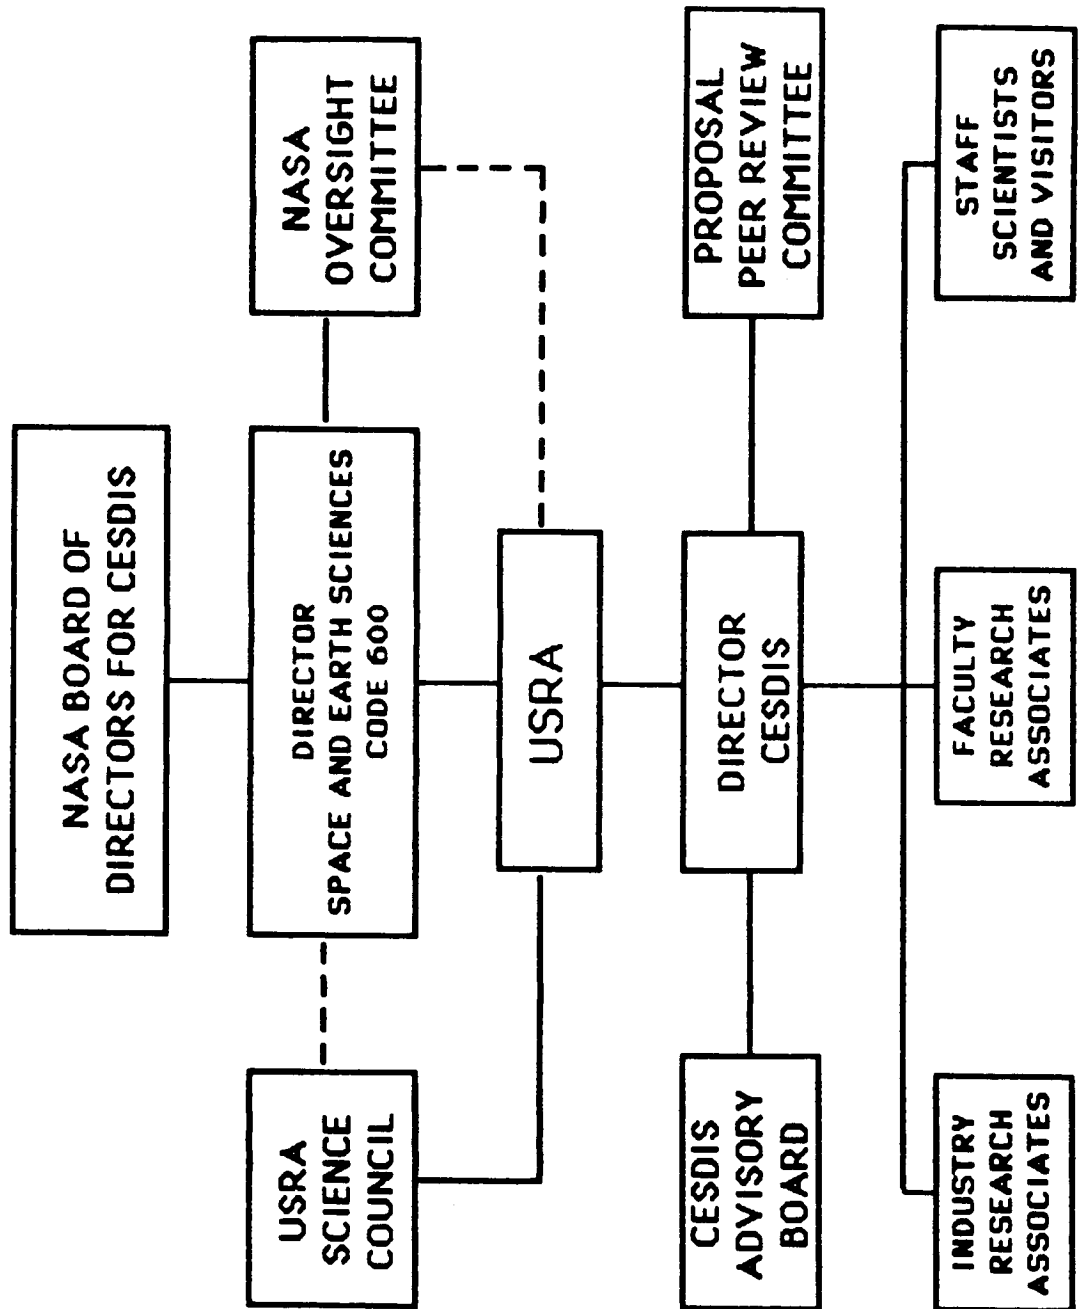 NASA BOARD OF
DIRECTORS FOR CESDIS
USRA
SCIENCE
COUNCIL
DIRECTOR
SPACE AND EARTH SCIENCES
CODE 600
NASA
OVERSIGHT
COMMITTEE
USRA
CESDIS
ADVISORY
BOARD
DIRECTOR
CESDIS
PROPOSAL
PEER REVIEW
COMMITTEE
INDUSTRY
RESEARCH
ASSOCIATES
FACULTY
RESEARCH
ASSOCIATES
STAFF
SCIENTISTS
AND VISITORS